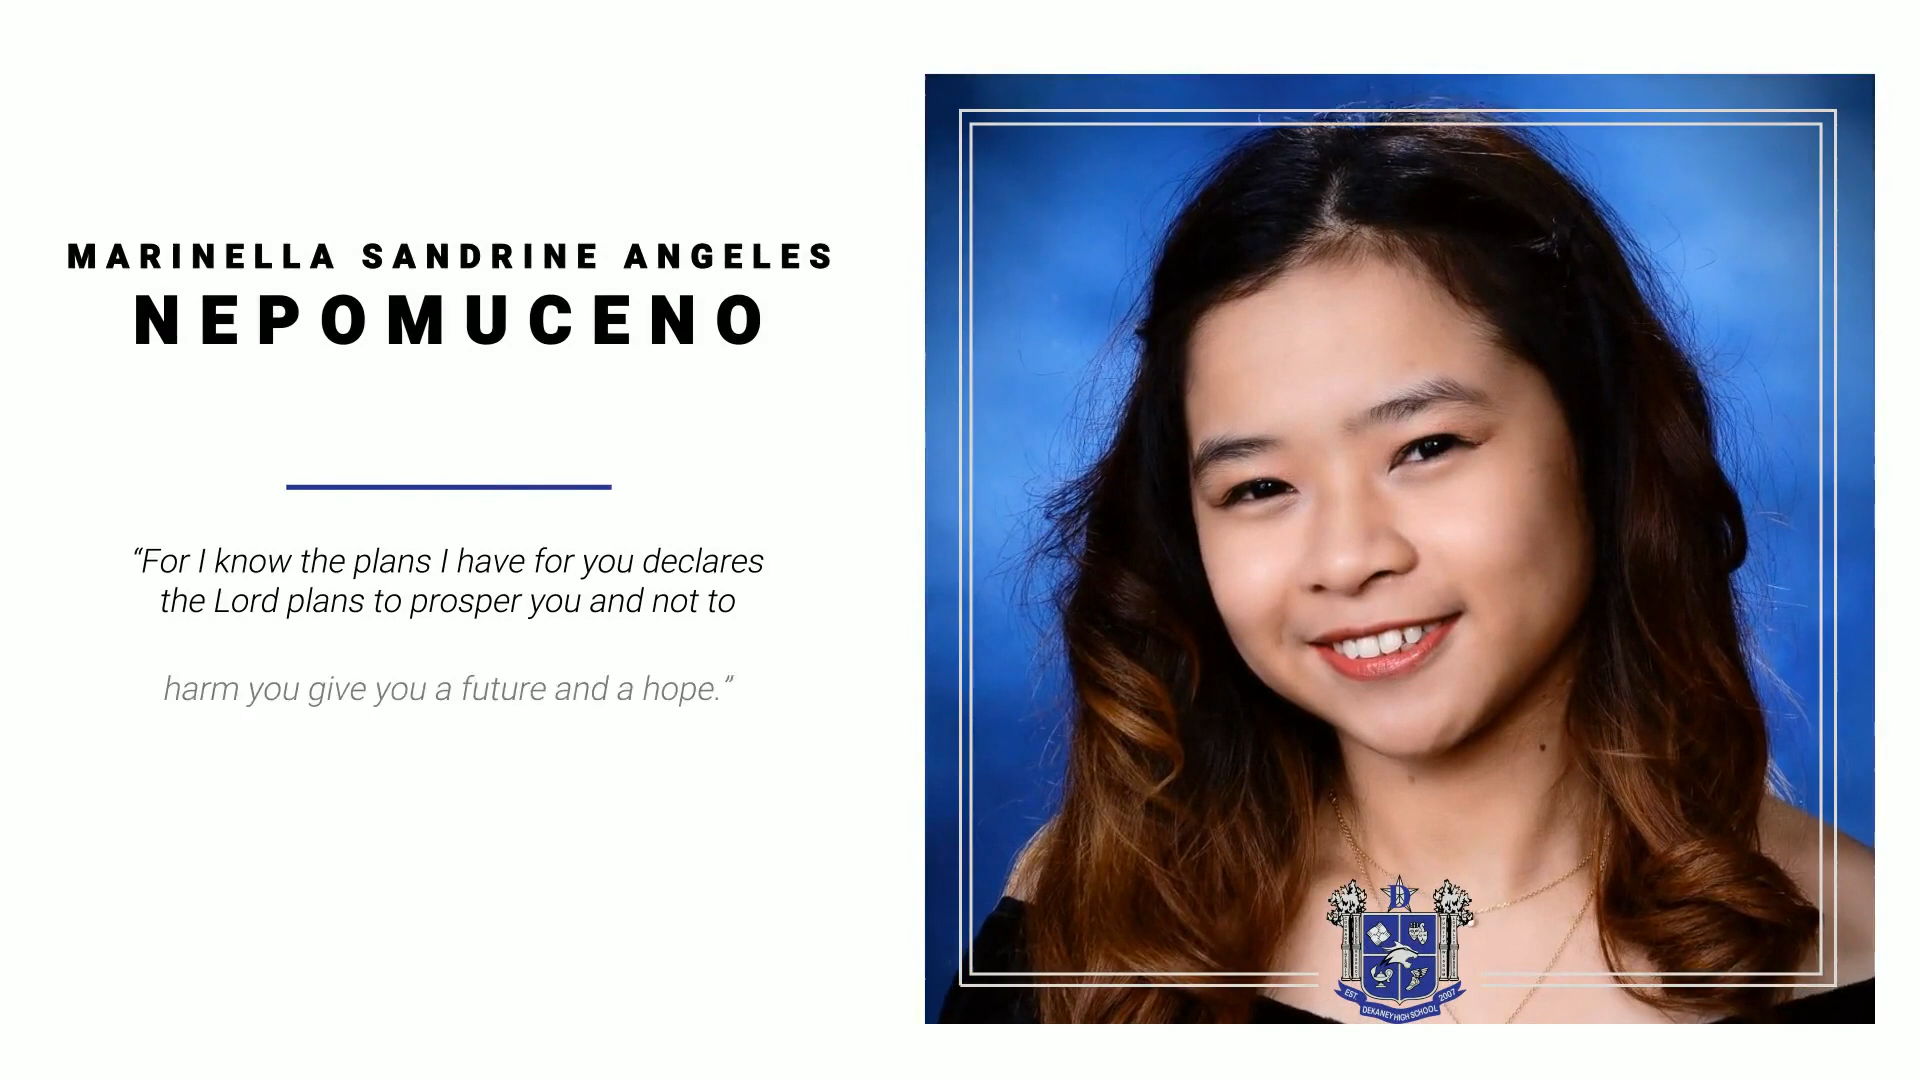 MARINELLA SANDRINE ANGELES
NEPOMUCENO
“For I know the plans I have for you declares
the Lord plans to prosper you and not to
harm you give you a future and a hope.”
D
EST. 2007
DEKANEY HIGH SCHOOL